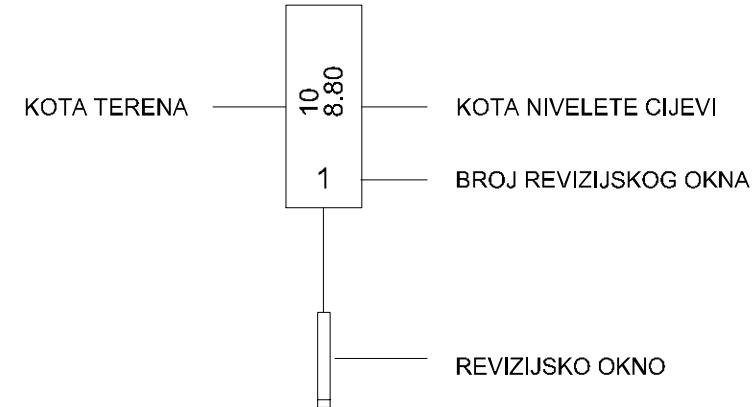 KOTA TERENA
10
8.80
KOTA NIVELETE CIJEVI
1
BROJ REVIZIJSKOG OKNA
REVIZIJSKO OKNO